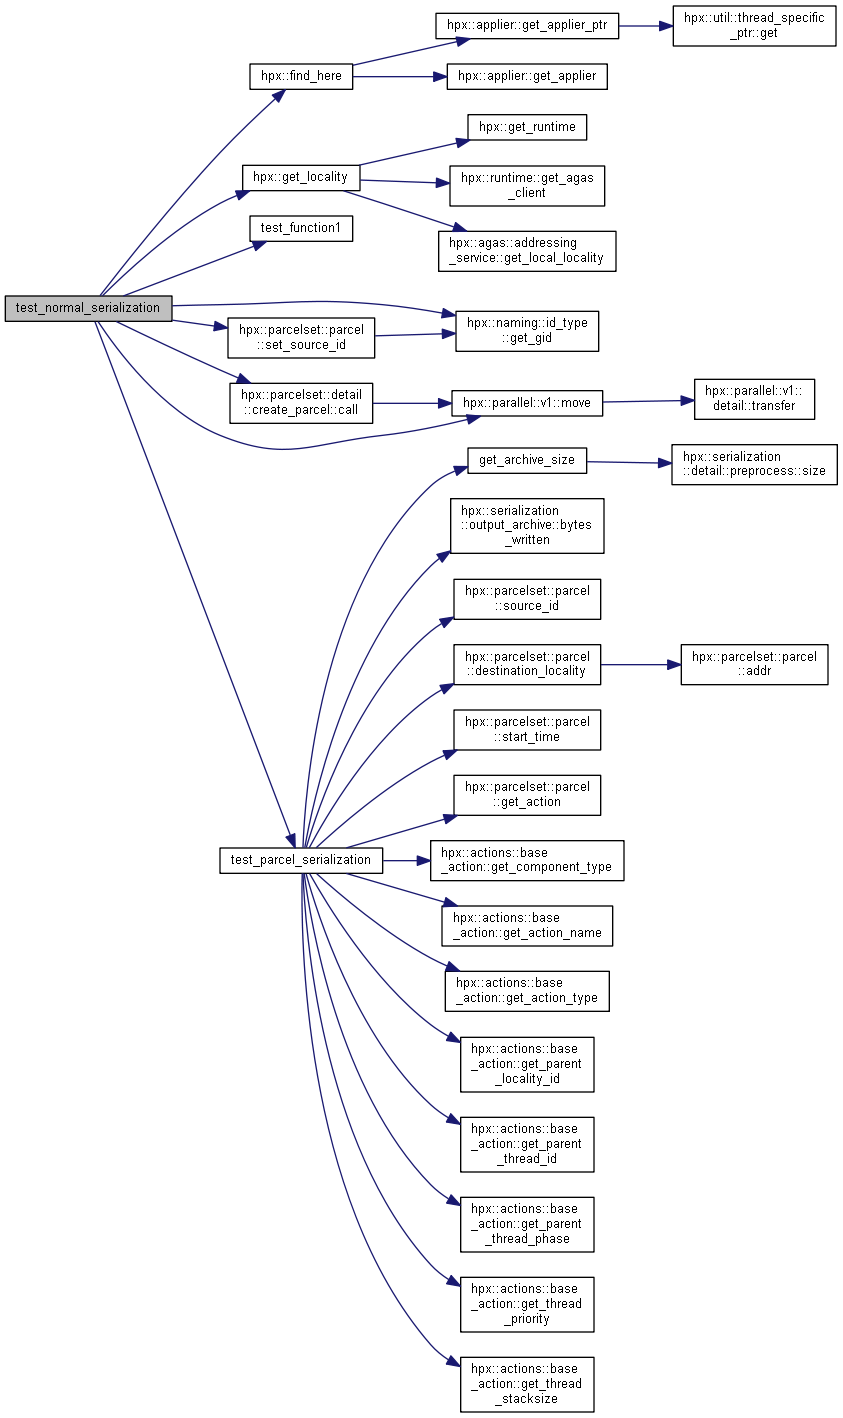 hpx::applier::get_applier_ptr
hpx::util::thread_specific
_ptr::get
hpx::find_here
hpx::applier::get_applier
hpx::get_runtime
hpx::get_locality
hpx::runtime::get_agas
_client
test_function1
hpx::agas::addressing
_service::get_local_locality
test_normal_serialization
hpx::parcelset::parcel
::set_source_id
hpx::naming::id_type
::get_gid
hpx::parcelset::detail
::create_parcel::call
hpx::parallel::v1::move
hpx::parallel::v1::
detail::transfer
get_archive_size
hpx::serialization
::detail::preprocess::size
hpx::serialization
::output_archive::bytes
_written
hpx::parcelset::parcel
::source_id
hpx::parcelset::parcel
::destination_locality
hpx::parcelset::parcel
::addr
hpx::parcelset::parcel
::start_time
hpx::parcelset::parcel
::get_action
test_parcel_serialization
hpx::actions::base
_action::get_component_type
hpx::actions::base
_action::get_action_name
hpx::actions::base
_action::get_action_type
hpx::actions::base
_action::get_parent
_locality_id
hpx::actions::base
_action::get_parent
_thread_id
hpx::actions::base
_action::get_parent
_thread_phase
hpx::actions::base
_action::get_thread
_priority
hpx::actions::base
_action::get_thread
_stacksize